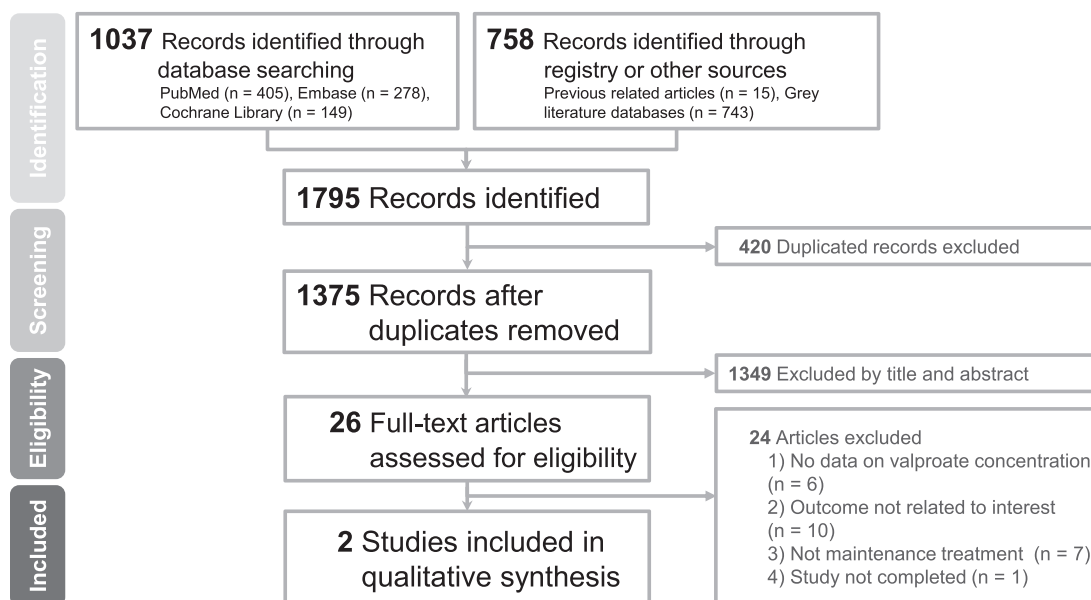 Identification
1037 Records identified through
database searching
PubMed (n = 405), Embase (n = 278),
Cochrane Library (n = 149)
758 Records identified through
registry or other sources
Previous related articles (n = 15), Grey
literature databases (n = 743)
1795 Records identified
Screening
420 Duplicated records excluded
1375 Records after
duplicates removed
Eligibility
1349 Excluded by title and abstract
26 Full-text articles
assessed for eligibility
24 Articles excluded
1) No data on valproate concentration
(n = 6)
2) Outcome not related to interest
(n = 10)
3) Not maintenance treatment (n = 7)
4) Study not completed (n = 1)
Included
2 Studies included in
qualitative synthesis